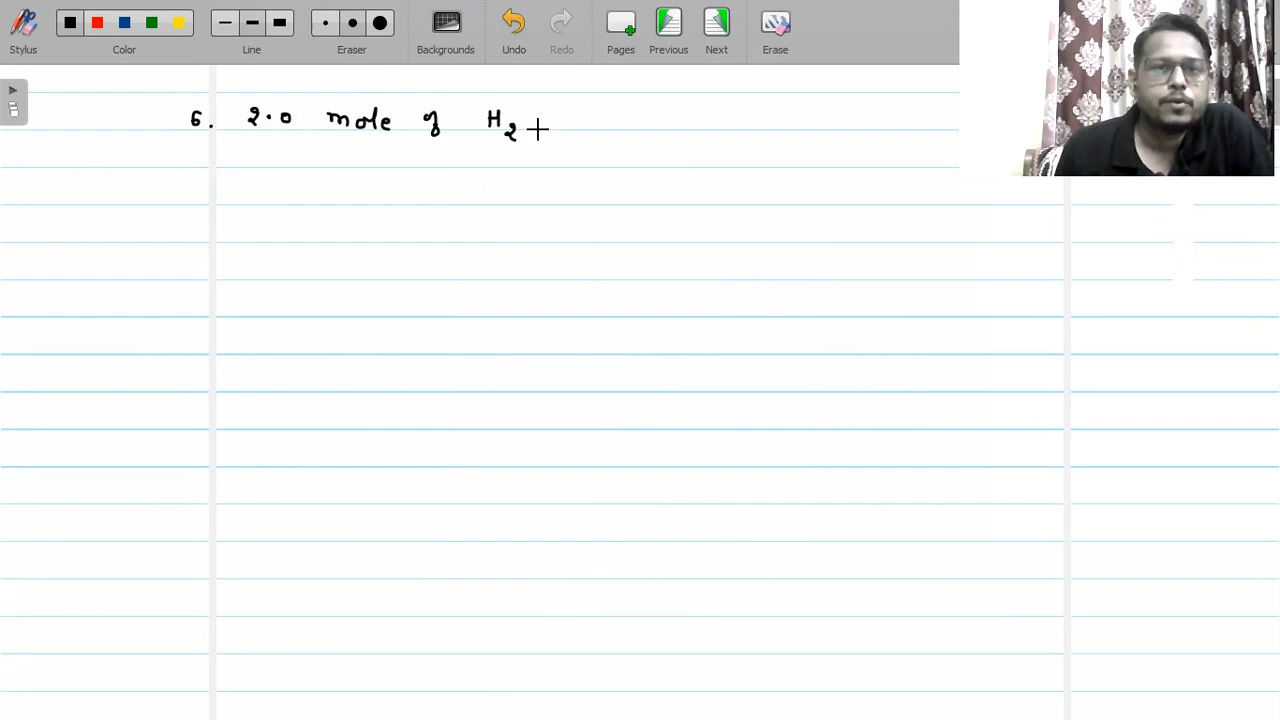 Stylus Color Line Eraser Backgrounds Undo Redo Pages Previous Next Erase
6. 2.0 mole of H2